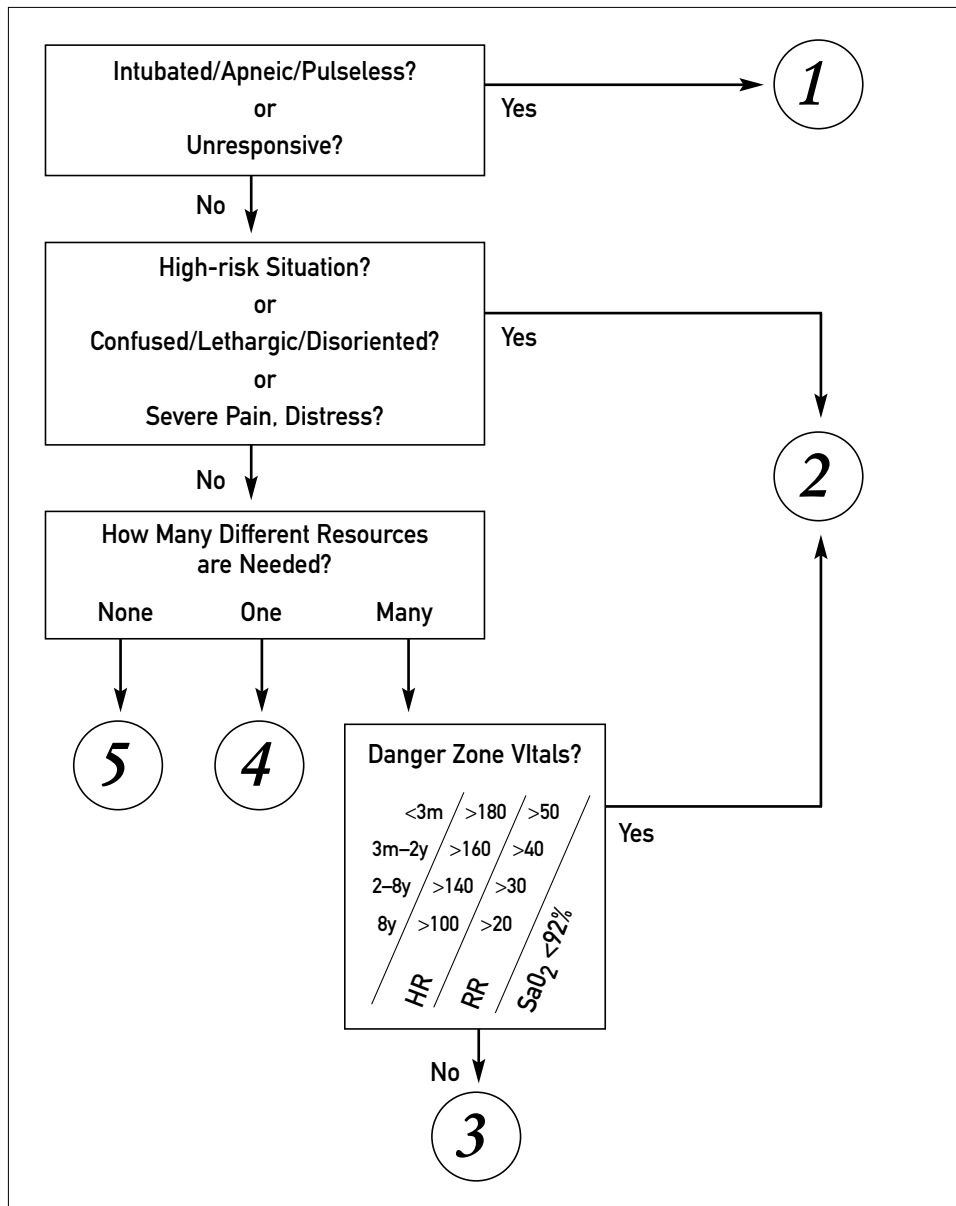 Intubated/Apneic/Pulseless?
or
Unresponsive?
Yes
1
No
High-risk Situation?
or
Confused/Lethargic/Disoriented?
or
Severe Pain, Distress?
Yes
2
No
How Many Different Resources
are Needed?
None One Many
5 4
Danger Zone VItals?
<3m >180 >50
3m–2y >160 >40
2–8y >140 >30
8y >100 >20
HR RR SaO₂ <92%
Yes
No
3